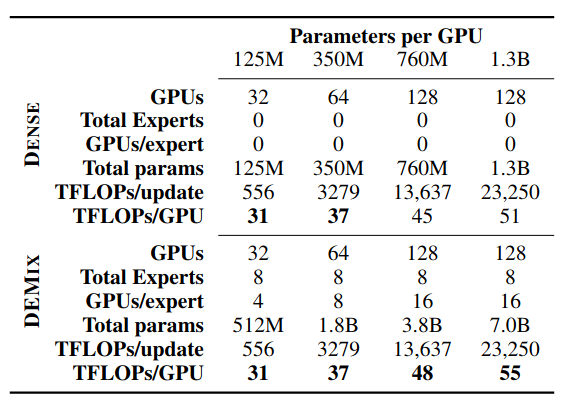 Parameters per GPU
125M 350M 760M 1.3B
DENSE
GPUs 32 64 128 128
Total Experts 0 0 0 0
GPUs/expert 0 0 0 0
Total params 125M 350M 760M 1.3B
TFLOPs/update 556 3279 13,637 23,250
TFLOPs/GPU 31 37 45 51
DEMIX
GPUs 32 64 128 128
Total Experts 8 8 8 8
GPUs/expert 4 8 16 16
Total params 512M 1.8B 3.8B 7.0B
TFLOPs/update 556 3279 13,637 23,250
TFLOPs/GPU 31 37 48 55